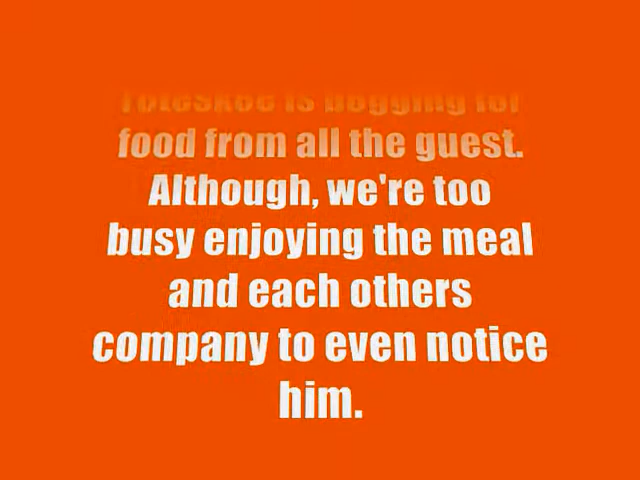 is bogging for
food from all the guest.
Although, we're too
busy enjoying the meal
and each others
company to even notice
him.